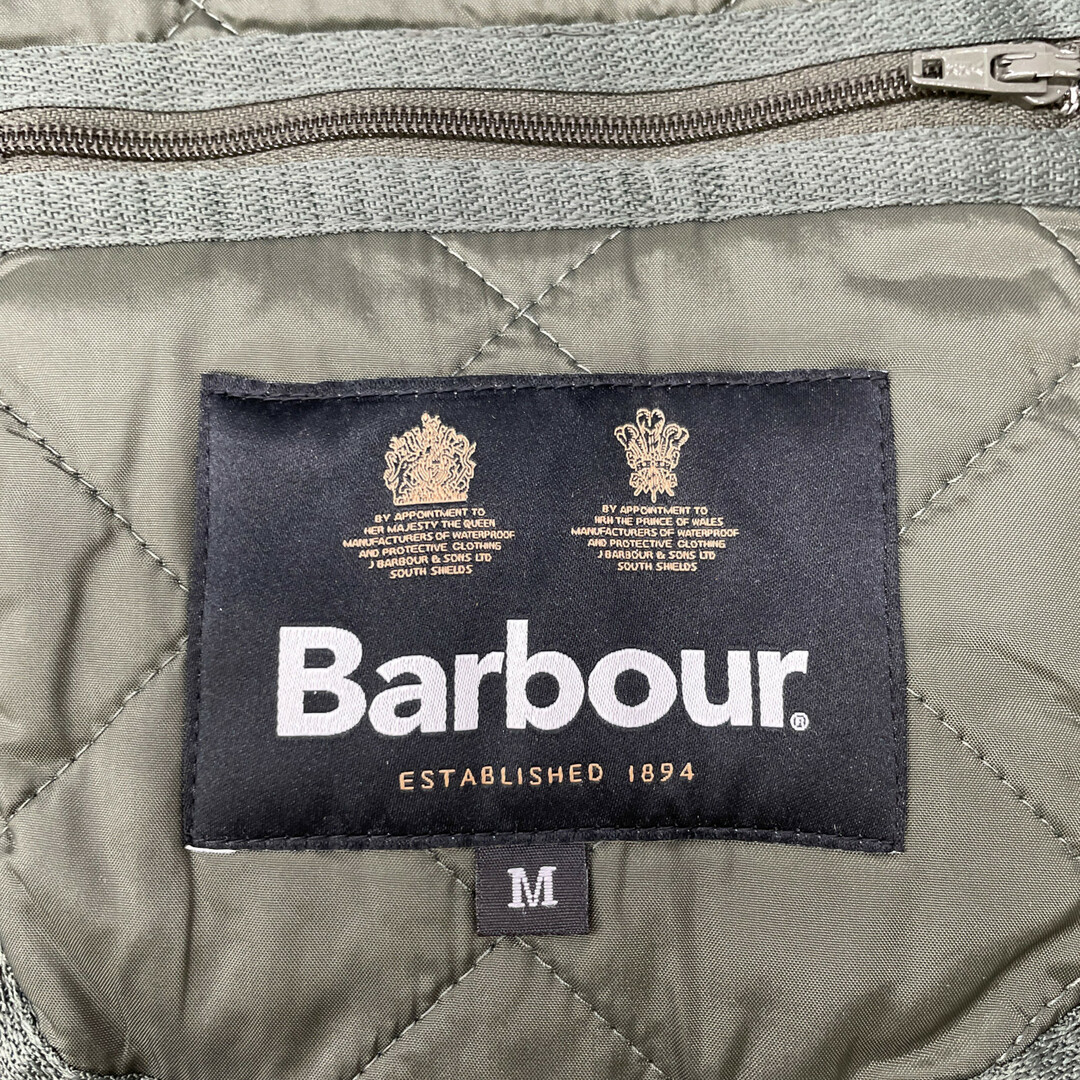 BY APPOINTMENT TO
HER MAJESTY THE QUEEN
MANUFACTURERS OF WATERPROOF
AND PROTECTIVE CLOTHING
J BARBOUR & SONS LTD
SOUTH SHIELDS
BY APPOINTMENT TO
HRH THE PRINCE OF WALES
MANUFACTURERS OF WATERPROOF
AND PROTECTIVE CLOTHING
J BARBOUR & SONS LTD
SOUTH SHIELDS
Barbour®
ESTABLISHED 1894
M